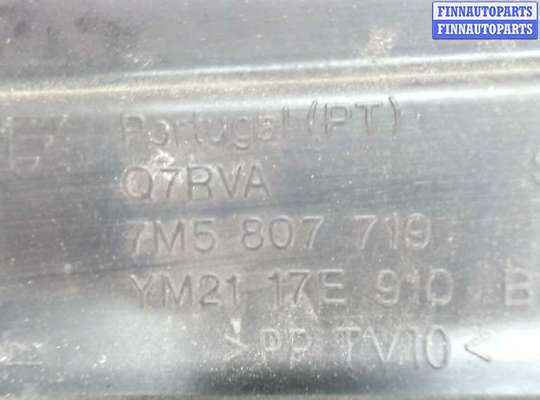 FINNAUTOPARTS
FINNAUTOPARTS
Portugal (PT)
Q7RVA
7M5 807 719
YM21 17E 910 B
>PP TV10<